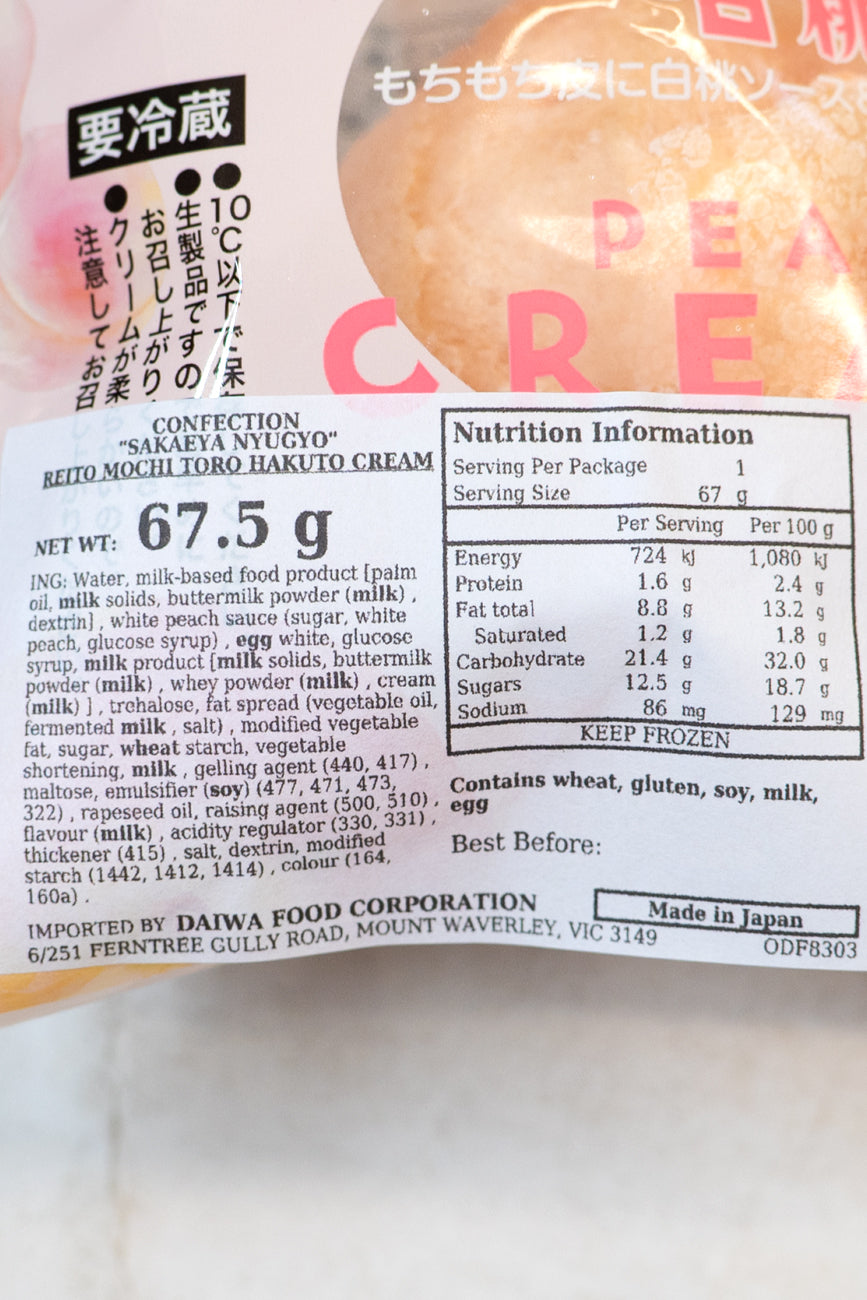 白桃
もちもち皮に白桃ソース
PEA
CREA
要冷蔵
●10℃以下で保
●生製品ですの
お召し上がり
●クリームが柔
注意してお召
CONFECTION
"SAKAEYA NYUGYO"
REITO MOCHI TORO HAKUTO CREAM
NET WT: 67.5 g
ING: Water, milk-based food product [palm
oil, milk solids, buttermilk powder (milk) ,
dextrin] , white peach sauce (sugar, white
peach, glucose syrup) , egg white, glucose
syrup, milk product [milk solids, buttermilk
powder (milk) , whey powder (milk) , cream
(milk) ] , trehalose, fat spread (vegetable oil,
fermented milk , salt) , modified vegetable
fat, sugar, wheat starch, vegetable
shortening, milk , gelling agent (440, 417) ,
maltose, emulsifier (soy) (477, 471, 473,
322) , rapeseed oil, raising agent (500, 510) ,
flavour (milk) , acidity regulator (330, 331) ,
thickener (415) , salt, dextrin, modified
starch (1442, 1412, 1414) , colour (164,
160a) .
Nutrition Information
Serving Per Package 1
Serving Size 67 g
Per Serving Per 100 g
Energy 724 kJ 1,080 kJ
Protein 1.6 g 2.4 g
Fat total 8.8 g 13.2 g
Saturated 1.2 g 1.8 g
Carbohydrate 21.4 g 32.0 g
Sugars 12.5 g 18.7 g
Sodium 86 mg 129 mg
KEEP FROZEN
Contains wheat, gluten, soy, milk,
egg
Best Before:
IMPORTED BY DAIWA FOOD CORPORATION
6/251 FERNTREE GULLY ROAD, MOUNT WAVERLEY, VIC 3149
Made in Japan
ODF8303